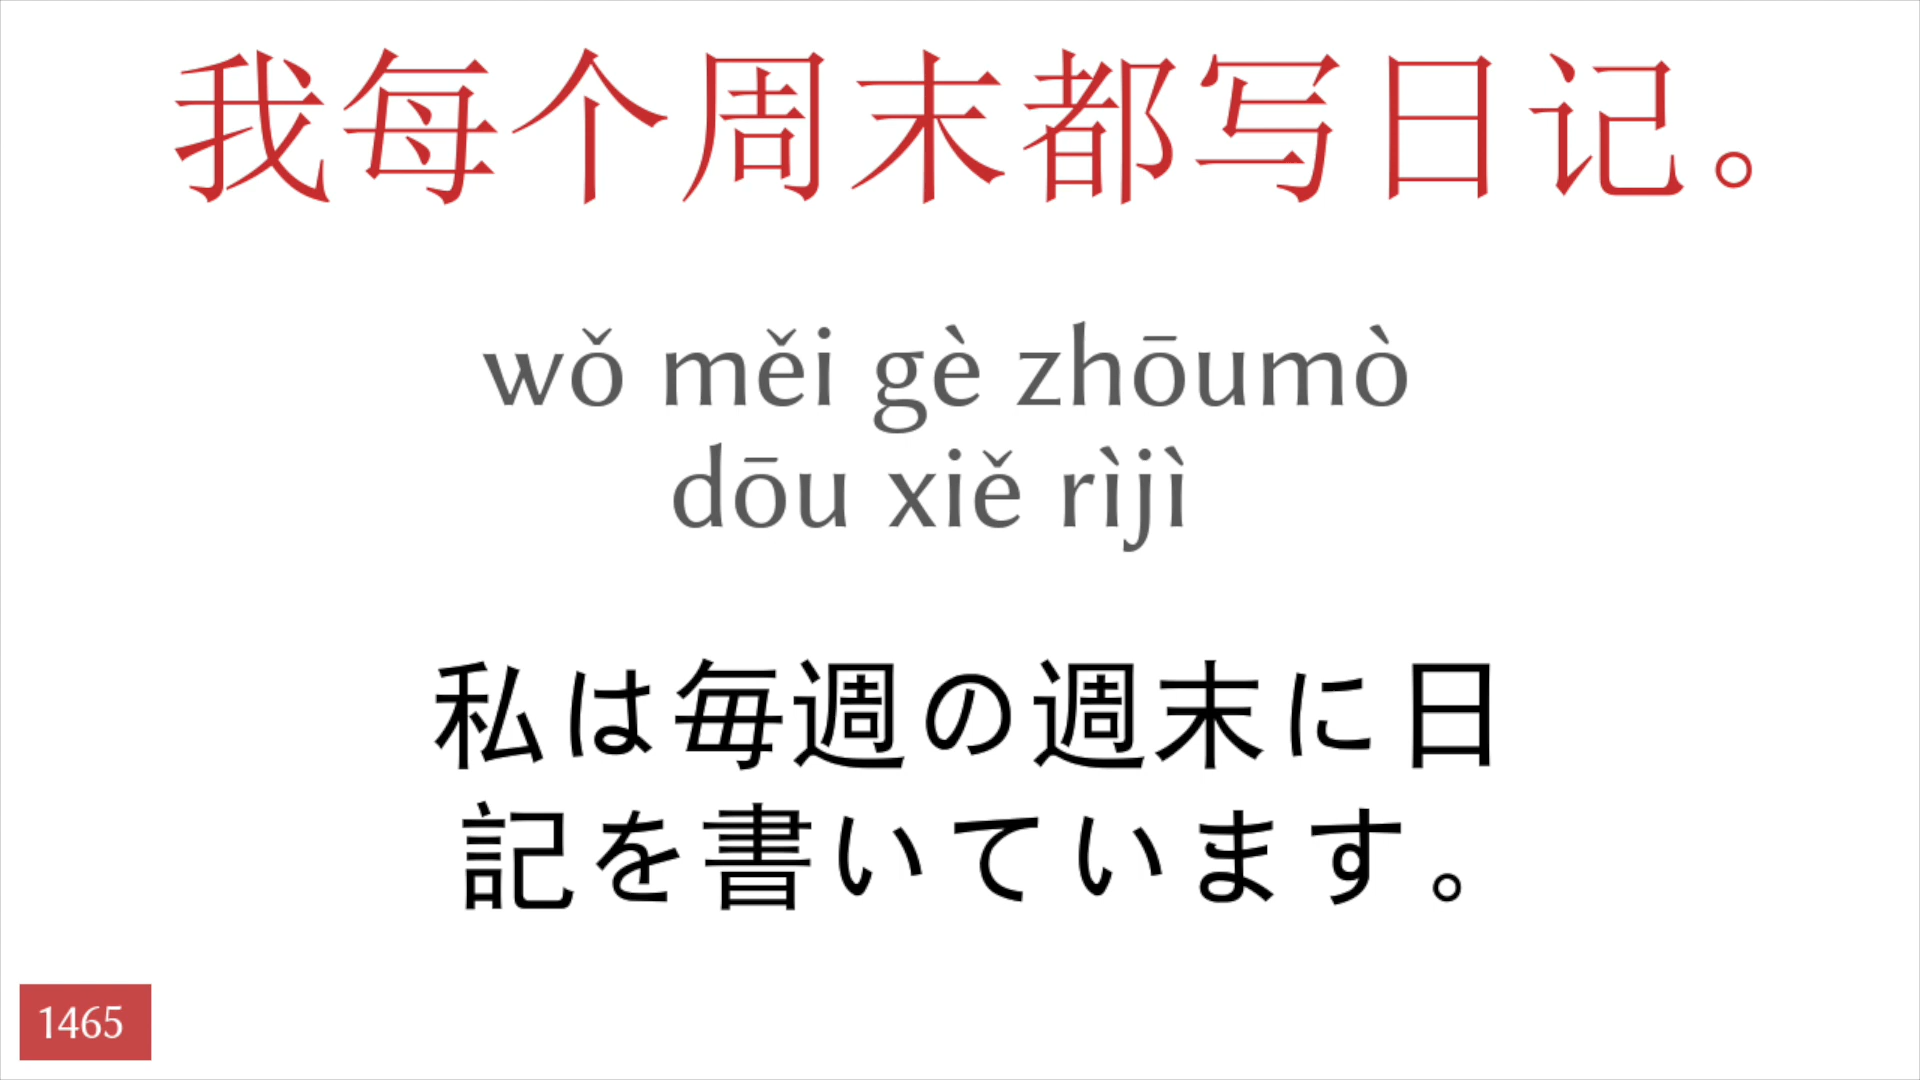 我每个周末都写日记。
wǒ měi gè zhōumò
dōu xiě rìjì
私は毎週の週末に日
記を書いています。
1465